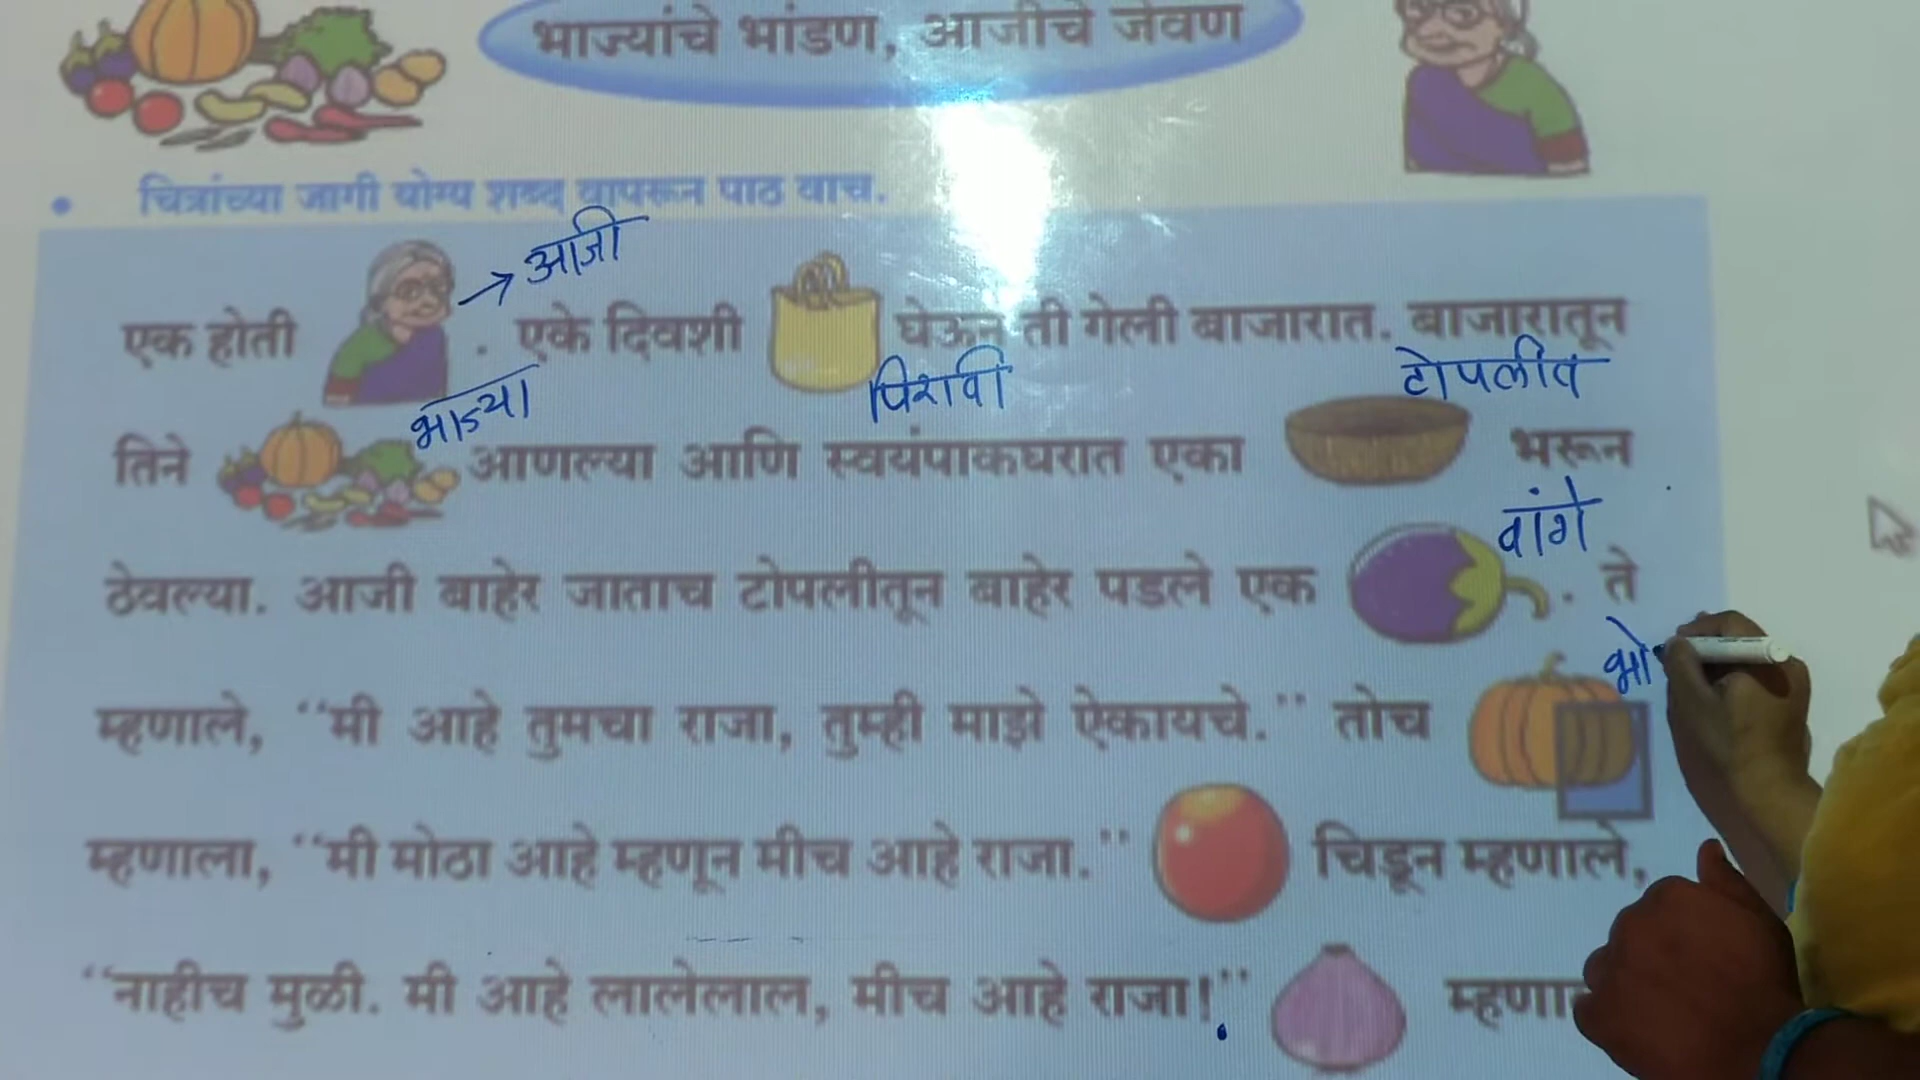 भाज्यांचे भांडण, आजीचे जेवण
चित्रांच्या जागी योग्य शब्द वापरून पाठ वाच.
आजी
एक होती . एके दिवशी घेऊन ती गेली बाजारात. बाजारातून
भाज्या पिशवी टोपलीत
तिने आणल्या आणि स्वयंपाकघरात एका भरून
वांगे
ठेवल्या. आजी बाहेर जाताच टोपलीतून बाहेर पडले एक . ते
भो
म्हणाले, “मी आहे तुमचा राजा, तुम्ही माझे ऐकायचे.” तोच
म्हणाला, “मी मोठा आहे म्हणून मीच आहे राजा.” चिडून म्हणाले,
“नाहीच मुळी. मी आहे लालेलाल, मीच आहे राजा!”